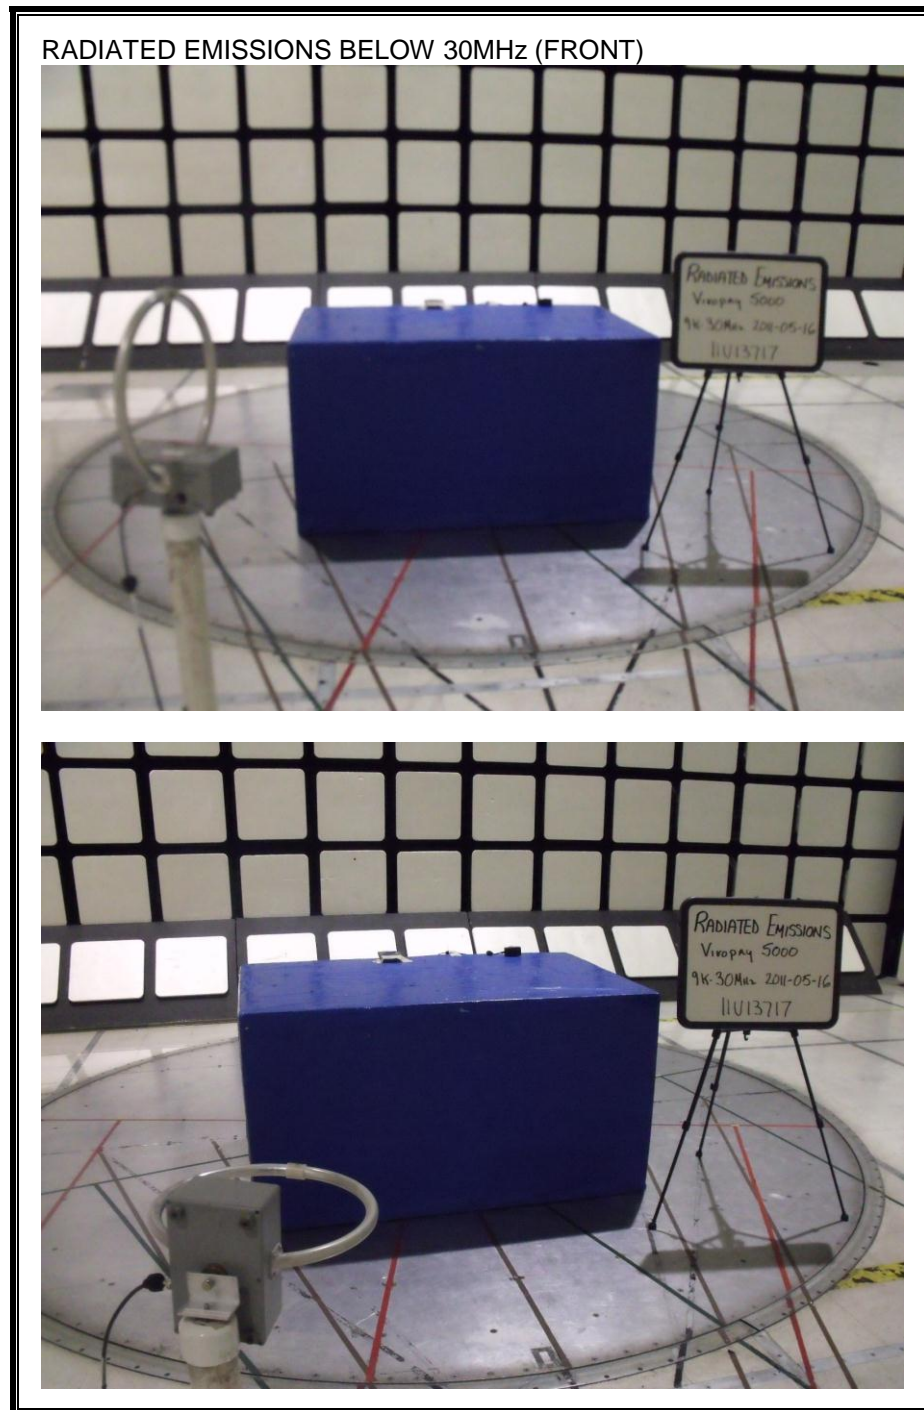 RADIATED EMISSIONS BELOW 30MHz (FRONT)
RADIATED EMISSIONS
Vivopay 5000
9K-30MHz 2011-05-16
11U13717
RADIATED EMISSIONS
Vivopay 5000
9K-30MHz 2011-05-16
11U13717